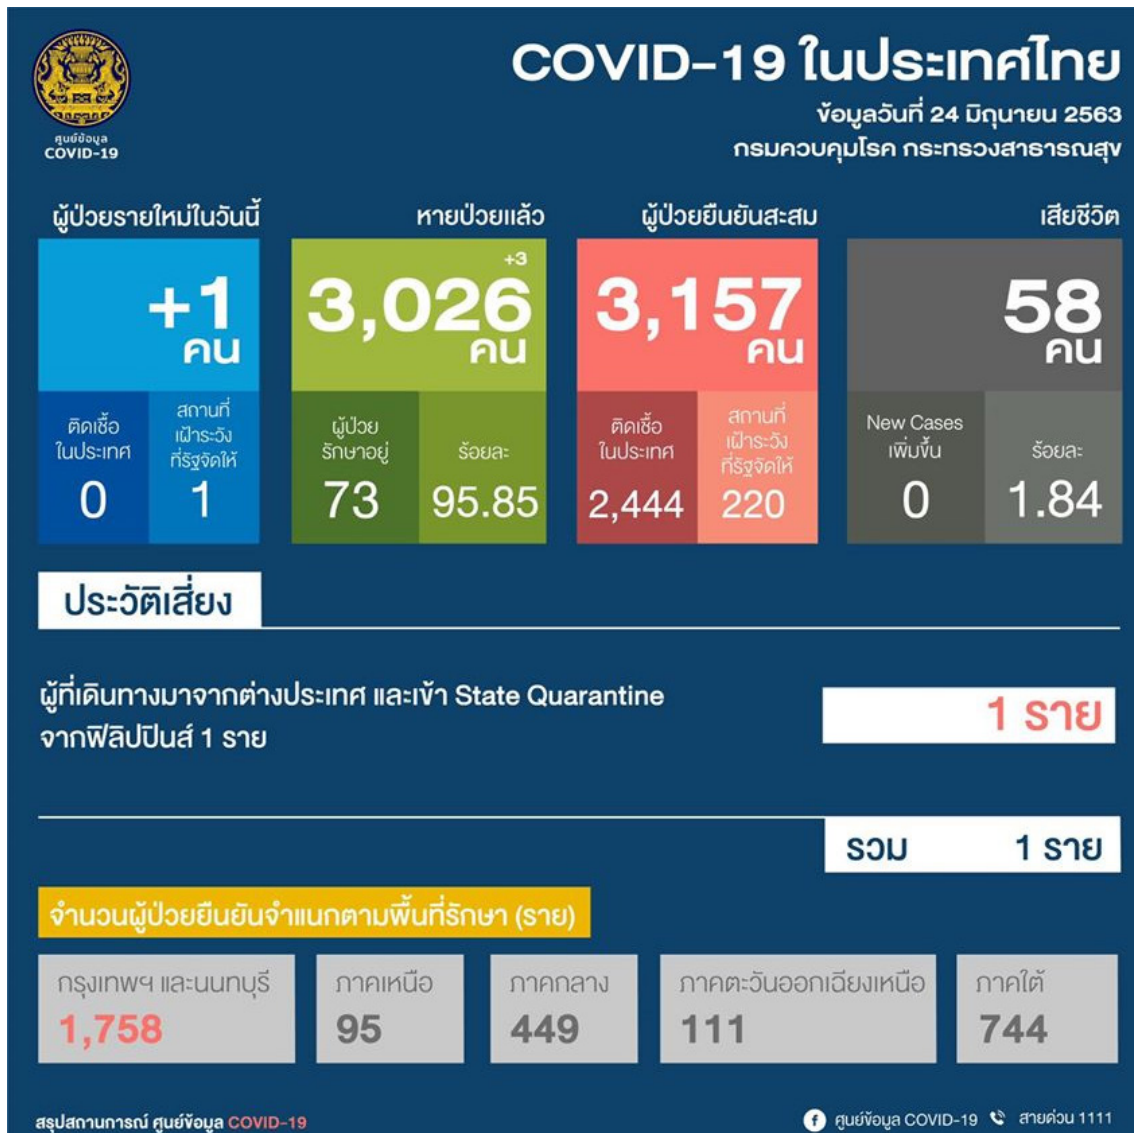 ศูนย์ข้อมูล
COVID-19
COVID-19 ในประเทศไทย
ข้อมูลวันที่ 24 มิถุนายน 2563
กรมควบคุมโรค กระทรวงสาธารณสุข
ผู้ป่วยรายใหม่ในวันนี้
+1
คน
ติดเชื้อ
ในประเทศ
0
สถานที่
เฝ้าระวัง
ที่รัฐจัดให้
1
หายป่วยแล้ว
+3
3,026
คน
ผู้ป่วย
รักษาอยู่
73
ร้อยละ
95.85
ผู้ป่วยยืนยันสะสม
3,157
คน
ติดเชื้อ
ในประเทศ
2,444
สถานที่
เฝ้าระวัง
ที่รัฐจัดให้
220
เสียชีวิต
58
คน
New Cases
เพิ่มขึ้น
0
ร้อยละ
1.84
ประวัติเสี่ยง
ผู้ที่เดินทางมาจากต่างประเทศ และเข้า State Quarantine
จากฟิลิปปินส์ 1 ราย
1 ราย
รวม 1 ราย
จำนวนผู้ป่วยยืนยันจำแนกตามพื้นที่รักษา (ราย)
กรุงเทพฯ และนนทบุรี
1,758
ภาคเหนือ
95
ภาคกลาง
449
ภาคตะวันออกเฉียงเหนือ
111
ภาคใต้
744
สรุปสถานการณ์ ศูนย์ข้อมูล COVID-19
ศูนย์ข้อมูล COVID-19 สายด่วน 1111